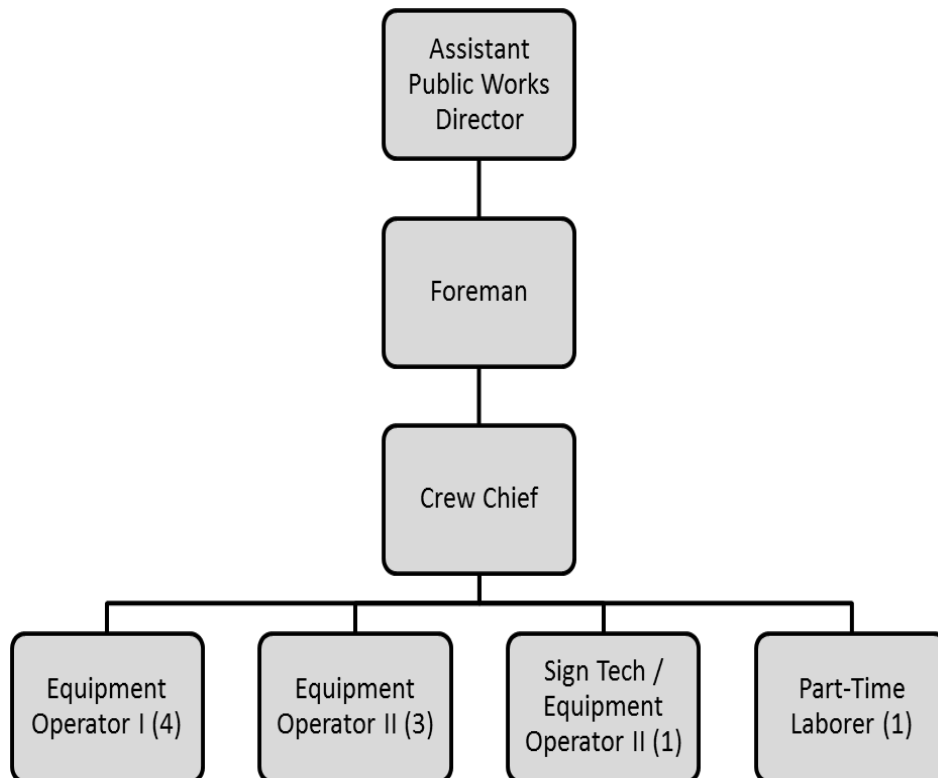 Assistant
Public Works
Director
Foreman
Crew Chief
Equipment
Operator I (4)
Equipment
Operator II (3)
Sign Tech /
Equipment
Operator II (1)
Part-Time
Laborer (1)